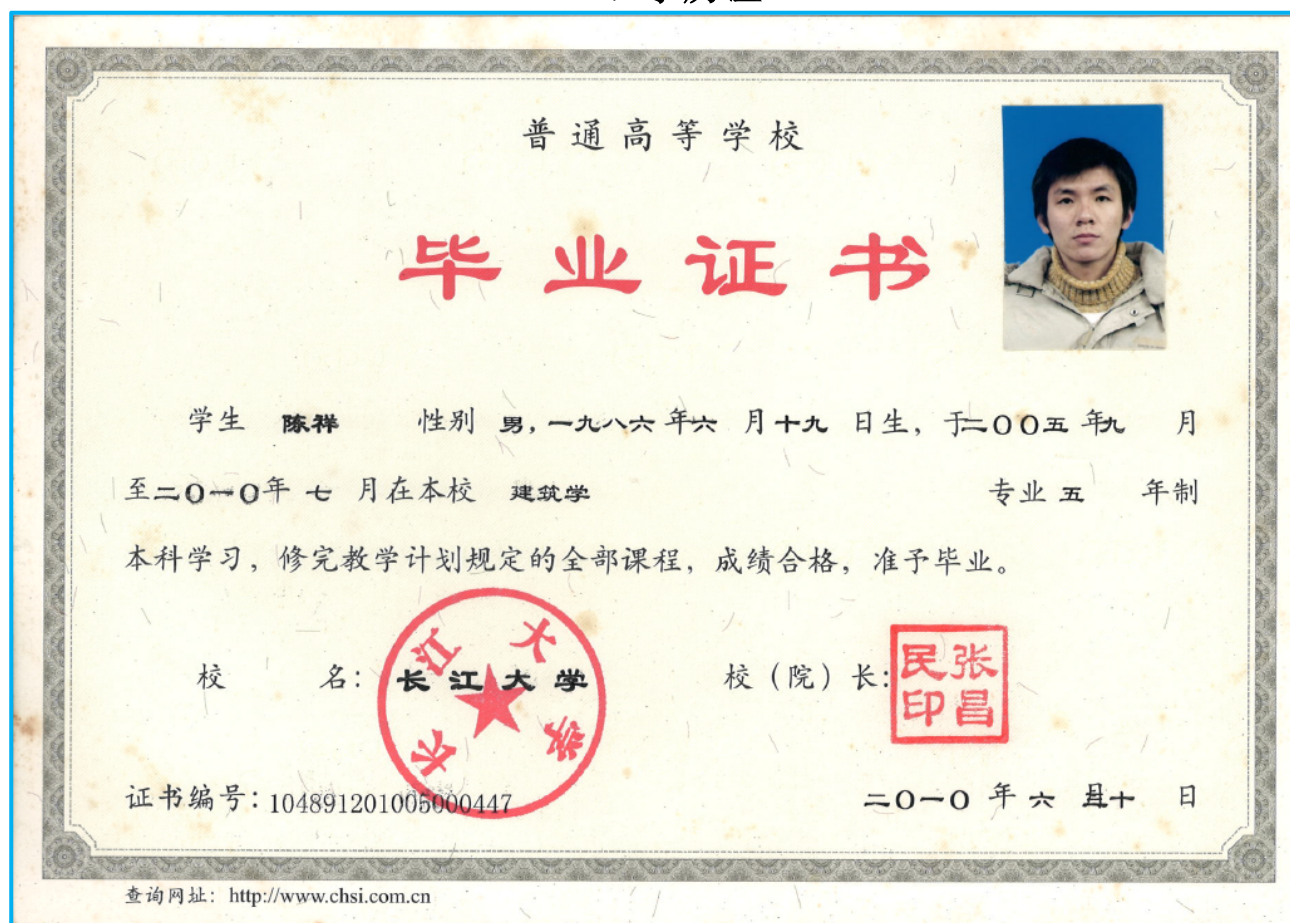 普通高等学校
毕业证书
学生 陈祥 性别 男，一九八六年六 月十九 日生，于二〇〇五年九 月
至二〇一〇年 七 月在本校 建筑学 专业 五 年制
本科学习，修完教学计划规定的全部课程，成绩合格，准予毕业。
校 名：长江大学 校（院）长：张昌民印
长江大学
证书编号：104891201005000447 二〇一〇 年 六 月三十 日
查询网址：http://www.chsi.com.cn